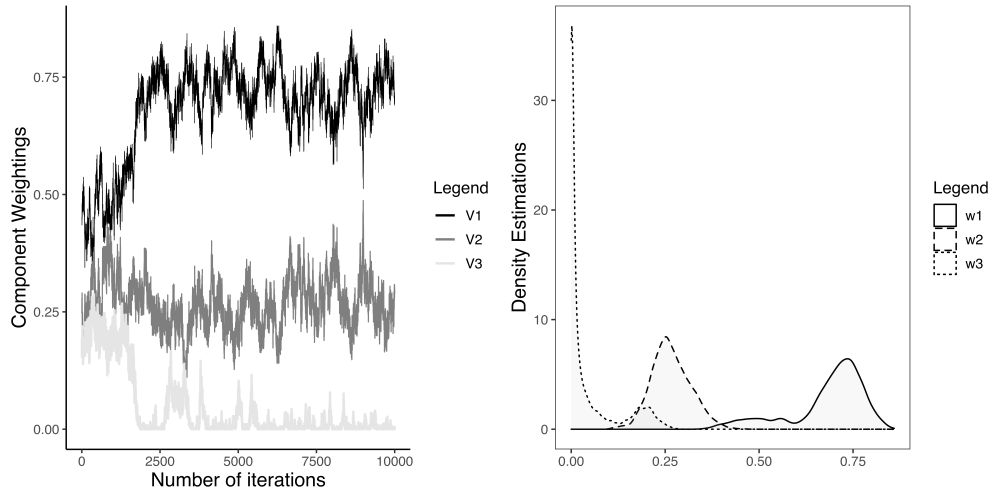 Component Weightings
0.75
0.50
0.25
0.00
0
2500
5000
7500
10000
Number of iterations
Legend
V1
V2
V3
Density Estimations
30
20
10
0
0.00
0.25
0.50
0.75
Legend
w1
w2
w3